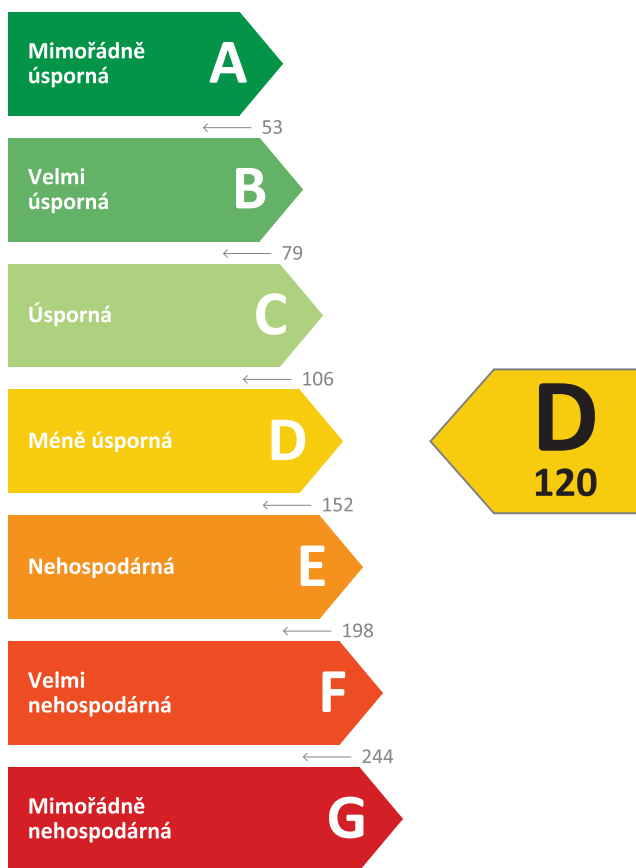 Mimořádně
úsporná
A
53
Velmi
úsporná
B
79
Úsporná
C
106
Méně úsporná
D
D
120
152
Nehospodárná
E
198
Velmi
nehospodárná
F
244
Mimořádně
nehospodárná
G